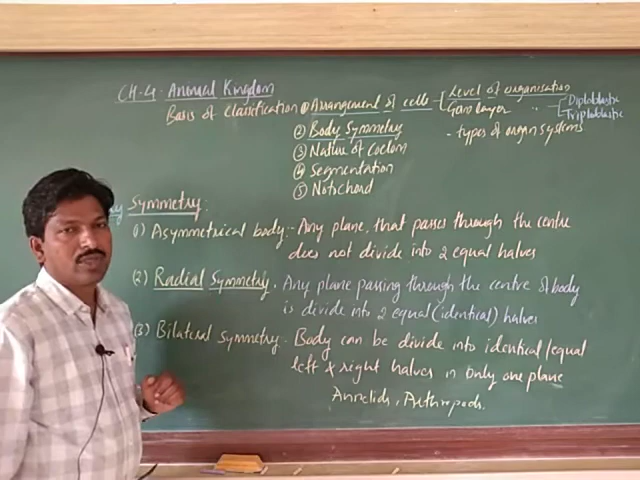 CH-4. Animal Kingdom
Basis of Classification ① Arrangement of cells - Level of organisation
Germ layer " - Diploblastic
Triploblastic
- types of organ systems
② Body Symmetry
③ Nature of Coelom
④ Segmentation
⑤ Notochord
Symmetry:
1) Asymmetrical body:- Any plane, that passes through the centre
does not divide into 2 equal halves
(2) Radial Symmetry. Any plane passing through the centre of body
is divide into 2 equal (identical) halves
(3) Bilateral symmetry- Body can be divide into identical/equal
left & right halves in only one plane
Annelids, Arthropods.